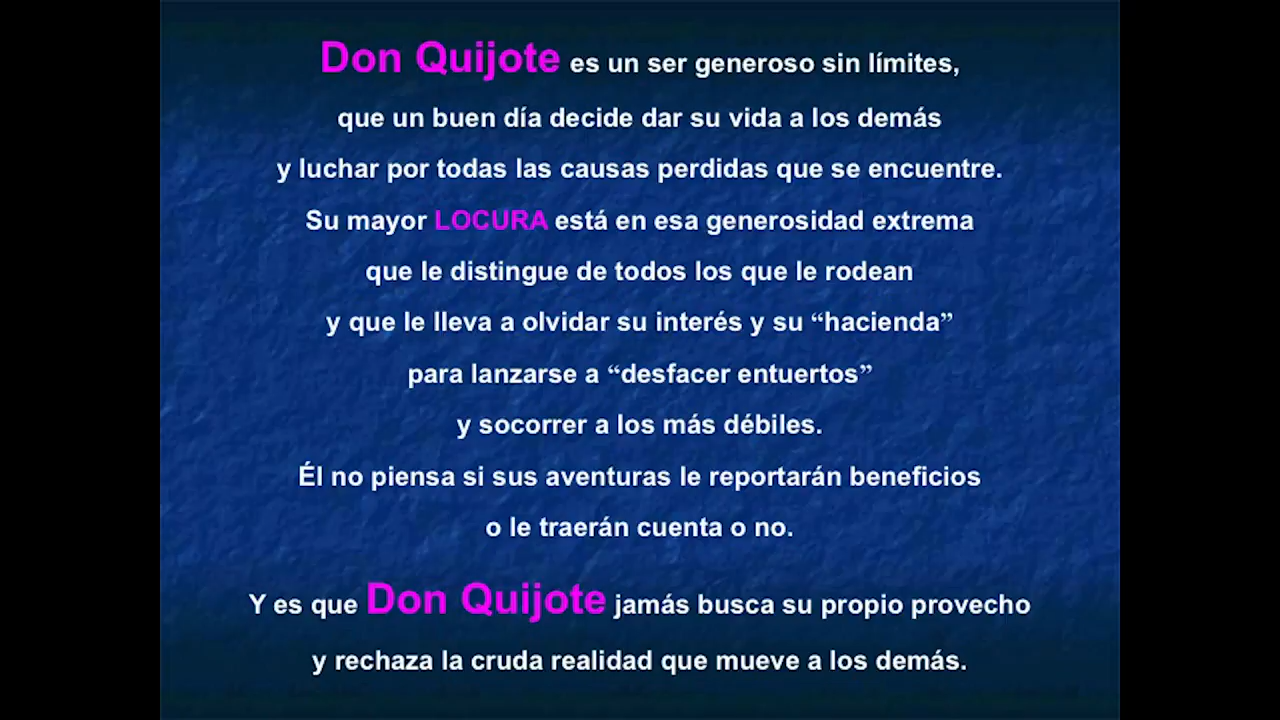 Don Quijote es un ser generoso sin límites,
que un buen día decide dar su vida a los demás
y luchar por todas las causas perdidas que se encuentre.
Su mayor LOCURA está en esa generosidad extrema
que le distingue de todos los que le rodean
y que le lleva a olvidar su interés y su “hacienda”
para lanzarse a “desfacer entuertos”
y socorrer a los más débiles.
Él no piensa si sus aventuras le reportarán beneficios
o le traerán cuenta o no.
Y es que Don Quijote jamás busca su propio provecho
y rechaza la cruda realidad que mueve a los demás.